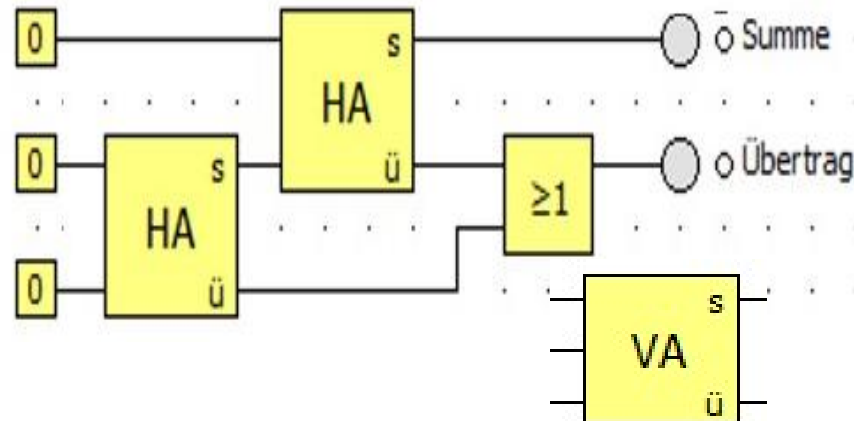 0 s Summe
HA
0 s ü Übertrag
HA ≥1
0 ü
s
VA
ü